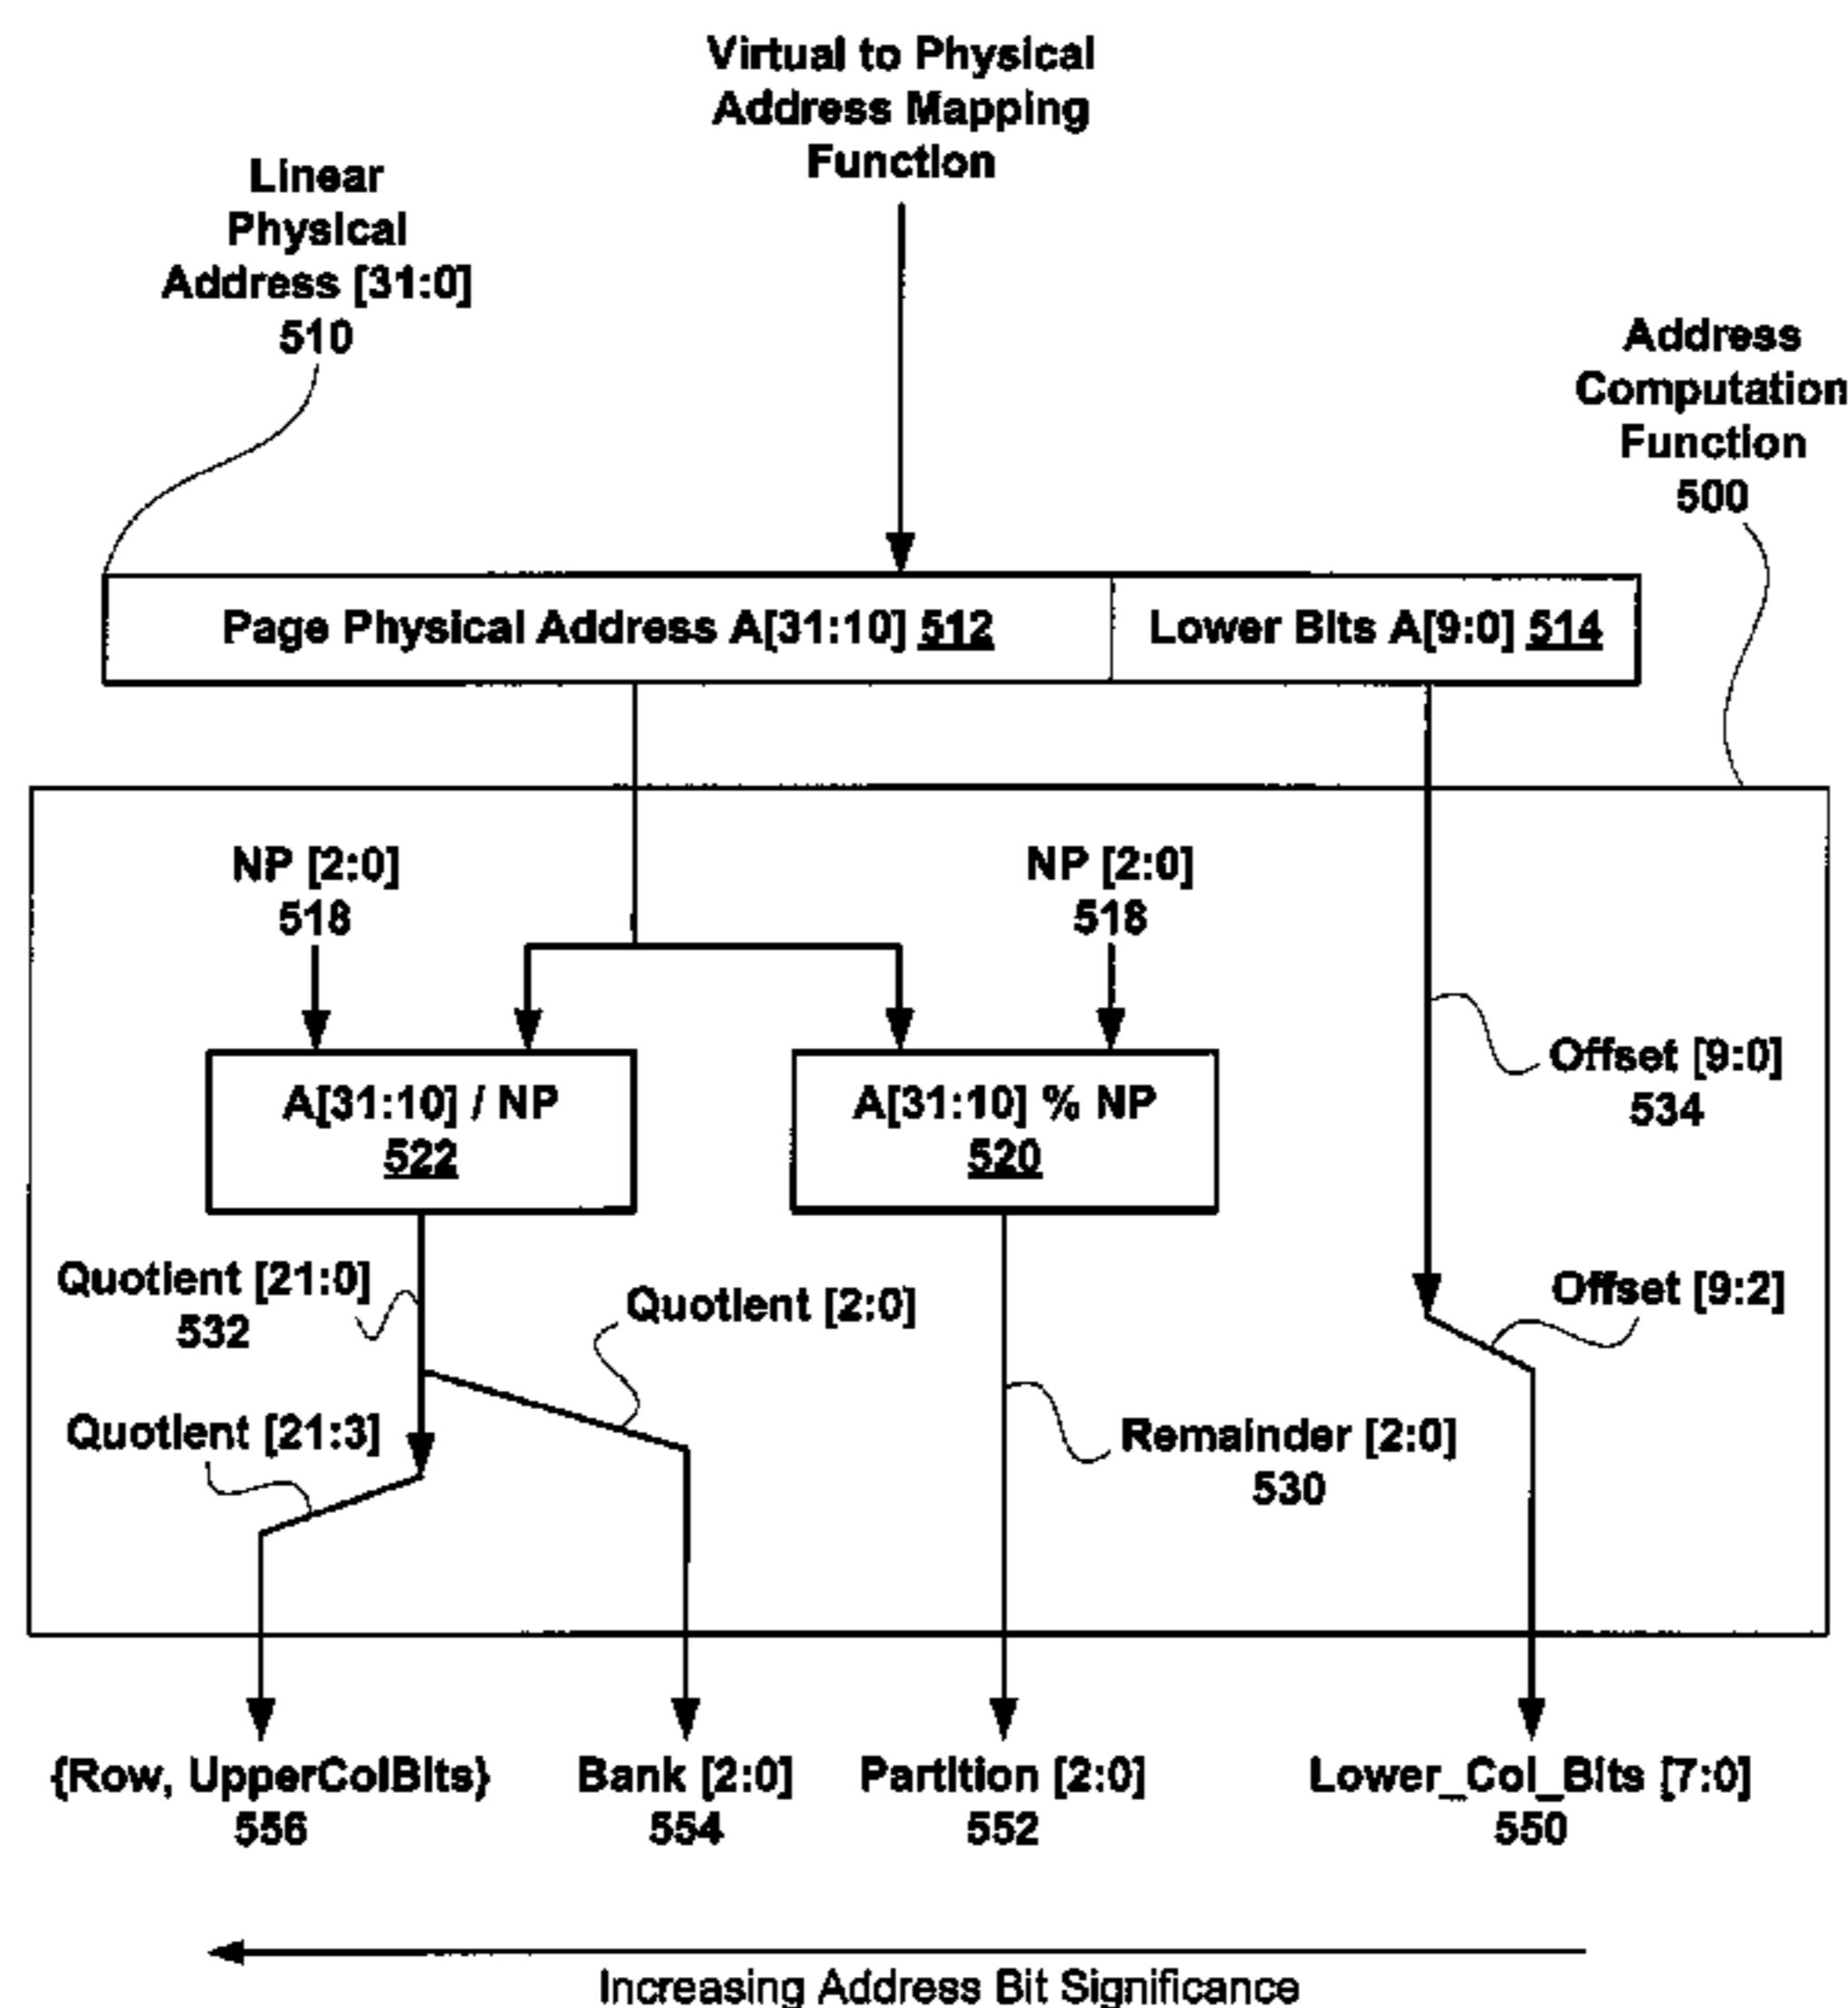 Virtual to Physical
Address Mapping
Function
Linear
Physical
Address [31:0]
510
Address
Computation
Function
500
Page Physical Address A[31:10] 512
Lower Bits A[9:0] 514
NP [2:0]
518
NP [2:0]
518
A[31:10] / NP
522
A[31:10] % NP
520
Offset [9:0]
534
Quotient [21:0]
532
Quotient [2:0]
Offset [9:2]
Quotient [21:3]
Remainder [2:0]
530
{Row, UpperColBits}
556
Bank [2:0]
554
Partition [2:0]
552
Lower_Col_Bits [7:0]
550
Increasing Address Bit Significance